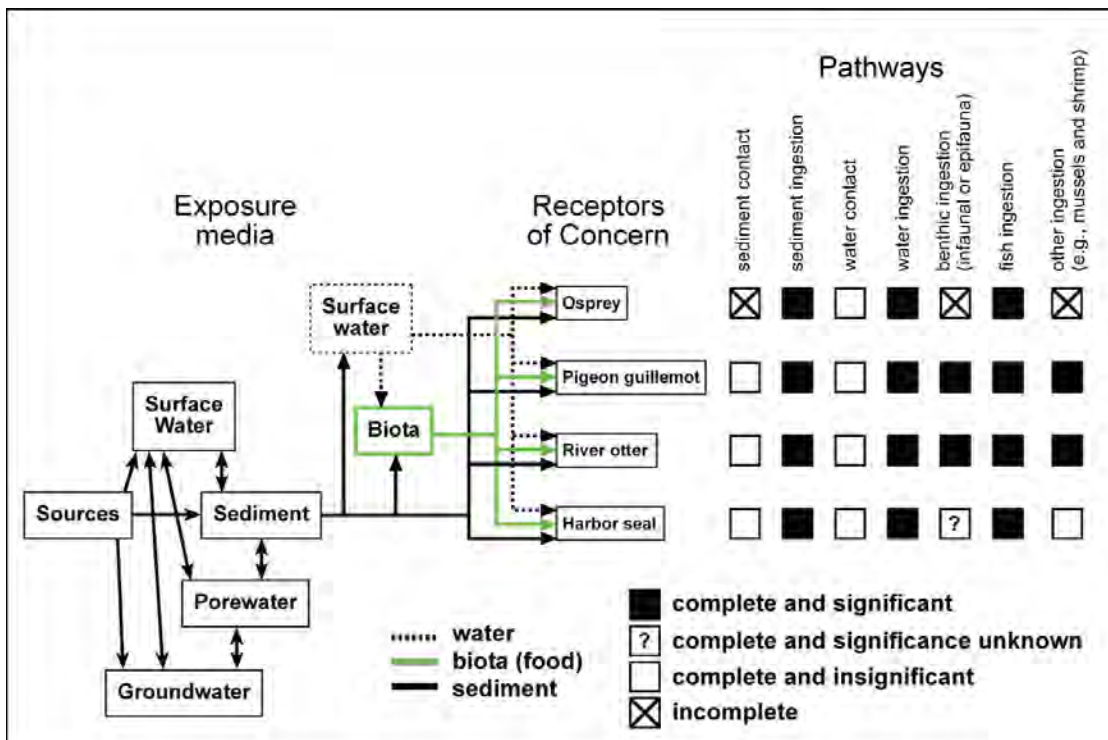 Pathways
sediment contact
sediment ingestion
water contact
water ingestion
benthic ingestion
(infaunal or epifauna)
fish ingestion
other ingestion
(e.g., mussels and shrimp)
Exposure
media
Receptors
of Concern
Surface
water
Osprey
Pigeon guillemot
Surface
Water
Biota
River otter
Sources
Sediment
Harbor seal
?
Porewater
Groundwater
water
biota (food)
sediment
complete and significant
? complete and significance unknown
complete and insignificant
incomplete